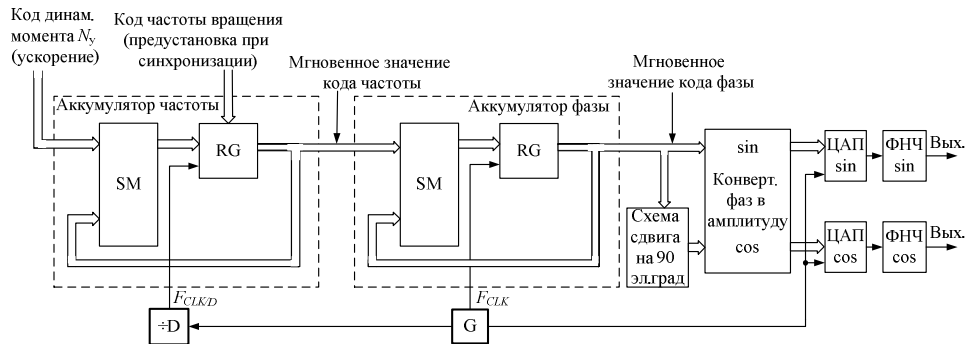 Код динам.
момента Nу
(ускорение)
Код частоты вращения
(предустановка при
синхронизации)
Мгновенное значение
кода частоты
Мгновенное
значение кода фазы
Аккумулятор частоты
SM
RG
Аккумулятор фазы
SM
RG
Схема
сдвига
на 90
эл.град
sin
Конверт.
фаз в
амплитуду
cos
ЦАП
sin
ФНЧ
sin
Вых.
ЦАП
cos
ФНЧ
cos
Вых.
FCLK/D
FCLK
÷D
G